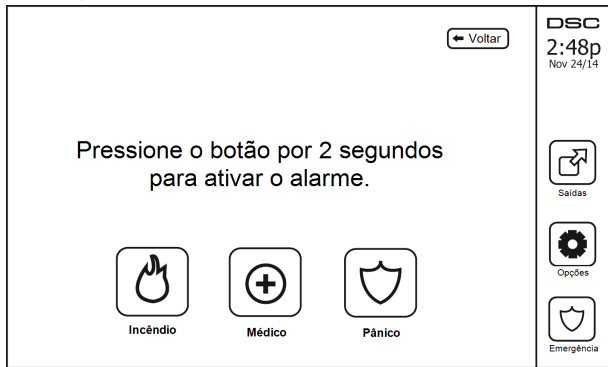 ← Voltar
DSC
2:48p
Nov 24/14
Pressione o botão por 2 segundos
para ativar o alarme.
Incêndio
Médico
Pânico
Saídas
Opções
Emergência